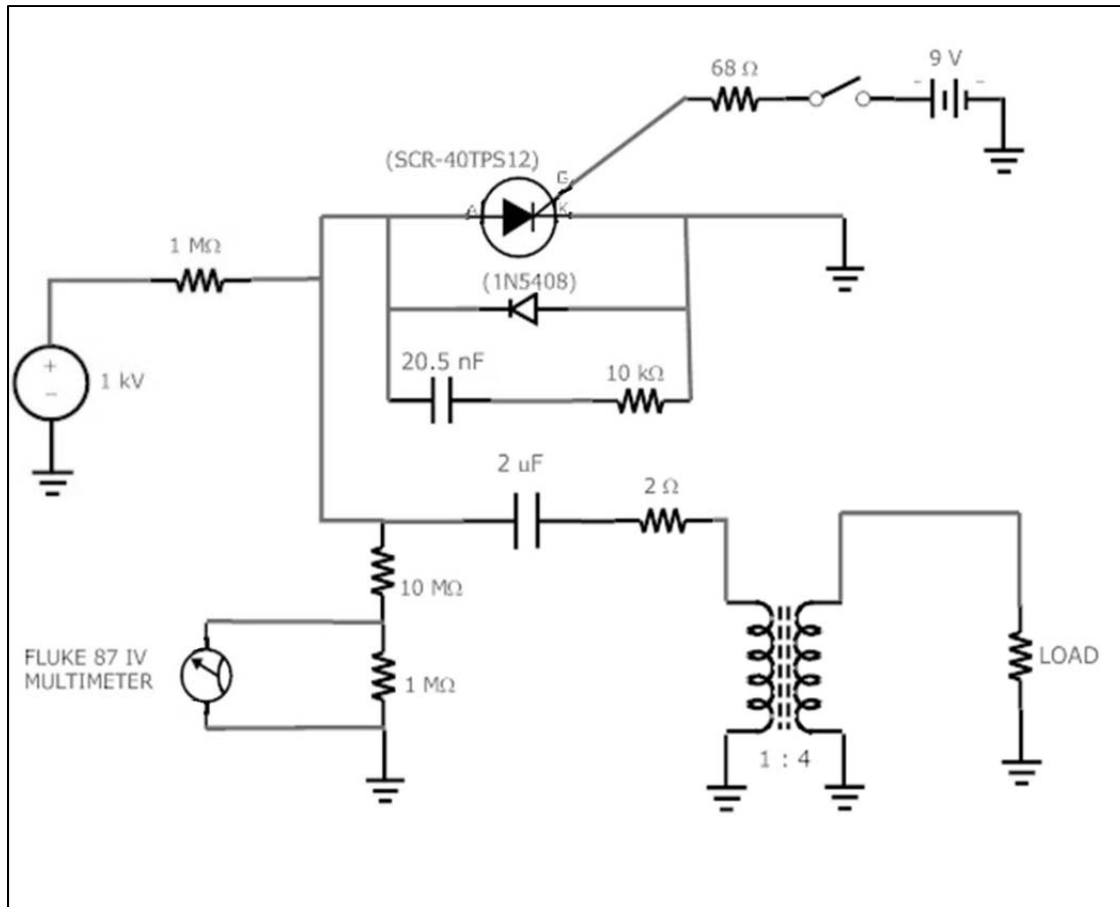 68 Ω
9 V
(SCR-40TPS12)
G
A
K
1 MΩ
(1N5408)
20.5 nF
10 kΩ
+
−
1 kV
2 uF
2 Ω
10 MΩ
FLUKE 87 IV
MULTIMETER
1 MΩ
LOAD
1 : 4